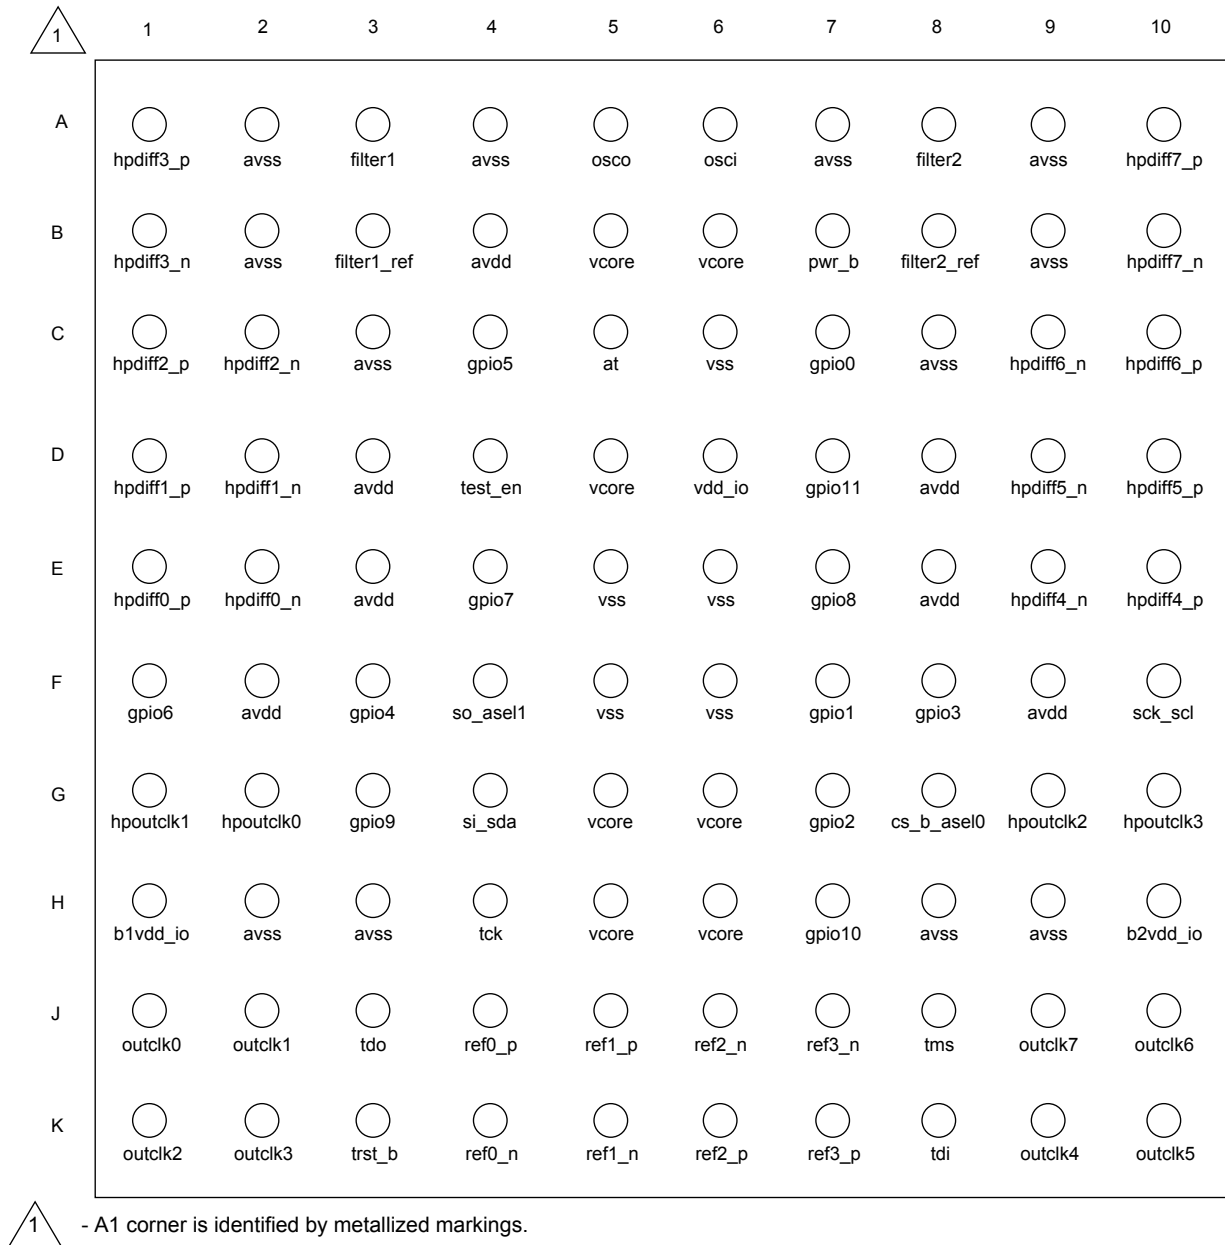 1 1 2 3 4 5 6 7 8 9 10
A
hpdiff3_p avss filter1 avss osco osci avss filter2 avss hpdiff7_p
B
hpdiff3_n avss filter1_ref avdd vcore vcore pwr_b filter2_ref avss hpdiff7_n
C
hpdiff2_p hpdiff2_n avss gpio5 at vss gpio0 avss hpdiff6_n hpdiff6_p
D
hpdiff1_p hpdiff1_n avdd test_en vcore vdd_io gpio11 avdd hpdiff5_n hpdiff5_p
E
hpdiff0_p hpdiff0_n avdd gpio7 vss vss gpio8 avdd hpdiff4_n hpdiff4_p
F
gpio6 avdd gpio4 so_asel1 vss vss gpio1 gpio3 avdd sck_scl
G
hpoutclk1 hpoutclk0 gpio9 si_sda vcore vcore gpio2 cs_b_asel0 hpoutclk2 hpoutclk3
H
b1vdd_io avss avss tck vcore vcore gpio10 avss avss b2vdd_io
J
outclk0 outclk1 tdo ref0_p ref1_p ref2_n ref3_n tms outclk7 outclk6
K
outclk2 outclk3 trst_b ref0_n ref1_n ref2_p ref3_p tdi outclk4 outclk5
1 - A1 corner is identified by metallized markings.